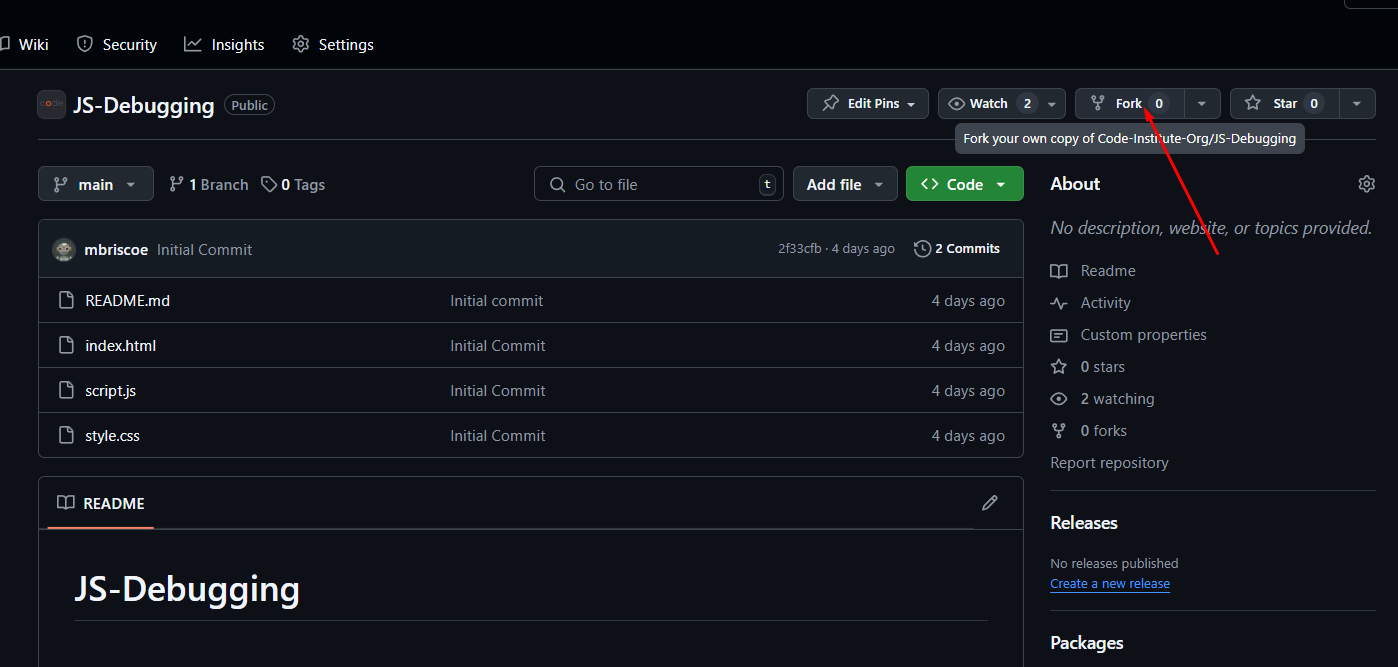 Wiki Security Insights Settings
code JS-Debugging Public Edit Pins Watch 2 Fork 0 Star 0
Fork your own copy of Code-Institute-Org/JS-Debugging
main 1 Branch 0 Tags Go to file t Add file Code
About
No description, website, or topics provided.
mbriscoe Initial Commit 2f33cfb · 4 days ago 2 Commits
README.md Initial commit 4 days ago
index.html Initial Commit 4 days ago
script.js Initial Commit 4 days ago
style.css Initial Commit 4 days ago
Readme
Activity
Custom properties
0 stars
2 watching
0 forks
Report repository
README
JS-Debugging
Releases
No releases published
Create a new release
Packages